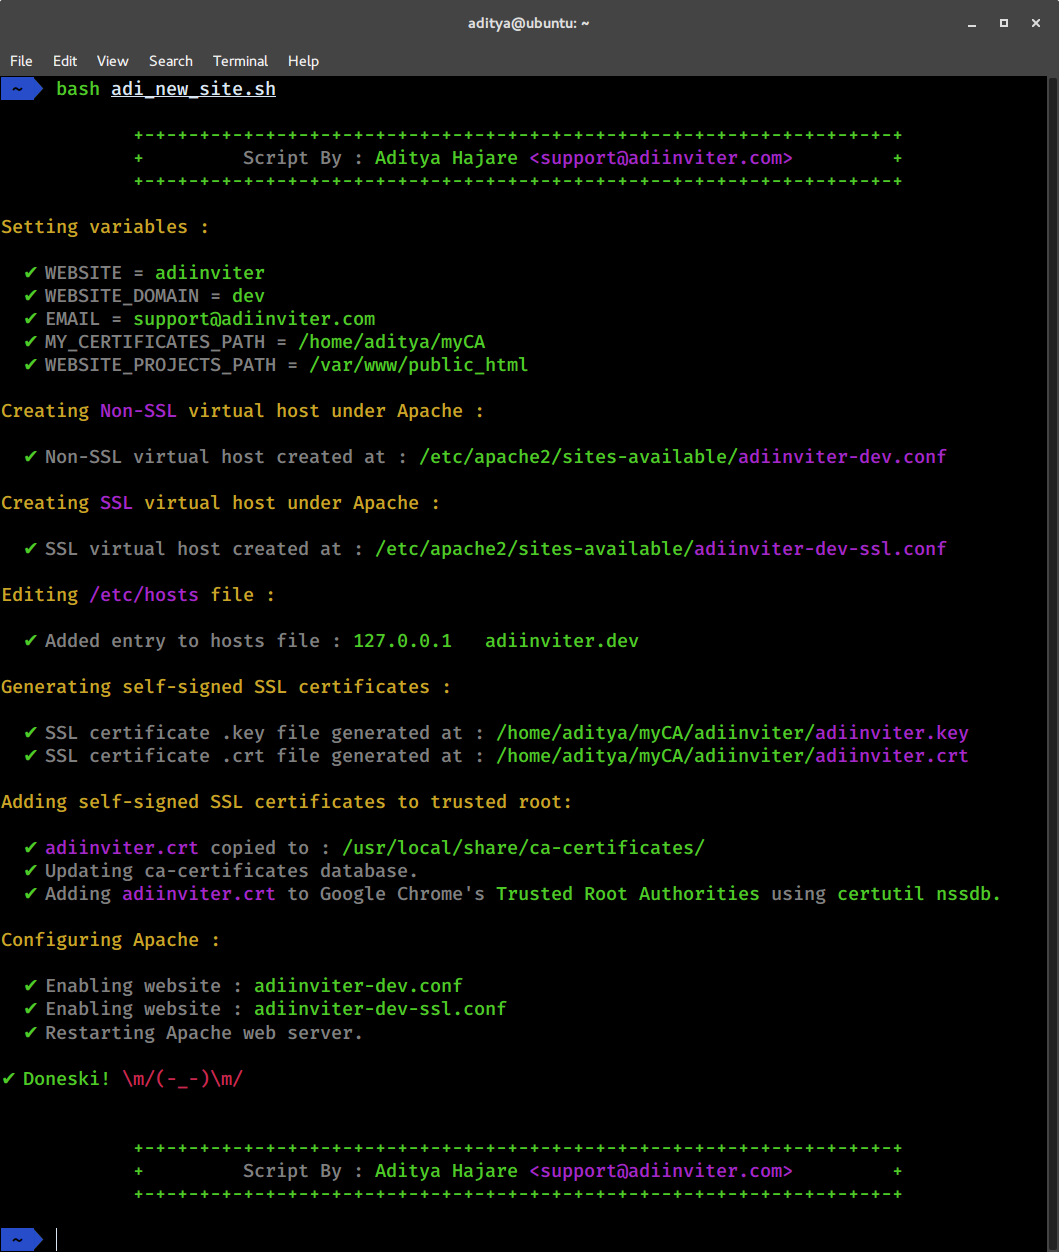 aditya@ubuntu: ~
File Edit View Search Terminal Help
~ bash adi_new_site.sh
+-+-+-+-+-+-+-+-+-+-+-+-+-+-+-+-+-+-+-+-+-+-+-+--+-+-+-+-+-+-+-+-+-+-+
+ Script By : Aditya Hajare <support@adiinviter.com> +
+-+-+-+-+-+-+-+-+-+-+-+-+-+-+-+-+-+-+-+-+-+-+-+--+-+-+-+-+-+-+-+-+-+-+
Setting variables :
✔ WEBSITE = adiinviter
✔ WEBSITE_DOMAIN = dev
✔ EMAIL = support@adiinviter.com
✔ MY_CERTIFICATES_PATH = /home/aditya/myCA
✔ WEBSITE_PROJECTS_PATH = /var/www/public_html
Creating Non-SSL virtual host under Apache :
✔ Non-SSL virtual host created at : /etc/apache2/sites-available/adiinviter-dev.conf
Creating SSL virtual host under Apache :
✔ SSL virtual host created at : /etc/apache2/sites-available/adiinviter-dev-ssl.conf
Editing /etc/hosts file :
✔ Added entry to hosts file : 127.0.0.1 adiinviter.dev
Generating self-signed SSL certificates :
✔ SSL certificate .key file generated at : /home/aditya/myCA/adiinviter/adiinviter.key
✔ SSL certificate .crt file generated at : /home/aditya/myCA/adiinviter/adiinviter.crt
Adding self-signed SSL certificates to trusted root:
✔ adiinviter.crt copied to : /usr/local/share/ca-certificates/
✔ Updating ca-certificates database.
✔ Adding adiinviter.crt to Google Chrome's Trusted Root Authorities using certutil nssdb.
Configuring Apache :
✔ Enabling website : adiinviter-dev.conf
✔ Enabling website : adiinviter-dev-ssl.conf
✔ Restarting Apache web server.
✔ Doneski! \m/(-_-)\m/
+-+-+-+-+-+-+-+-+-+-+-+-+-+-+-+-+-+-+-+-+-+-+-+--+-+-+-+-+-+-+-+-+-+-+
+ Script By : Aditya Hajare <support@adiinviter.com> +
+-+-+-+-+-+-+-+-+-+-+-+-+-+-+-+-+-+-+-+-+-+-+-+--+-+-+-+-+-+-+-+-+-+-+
~